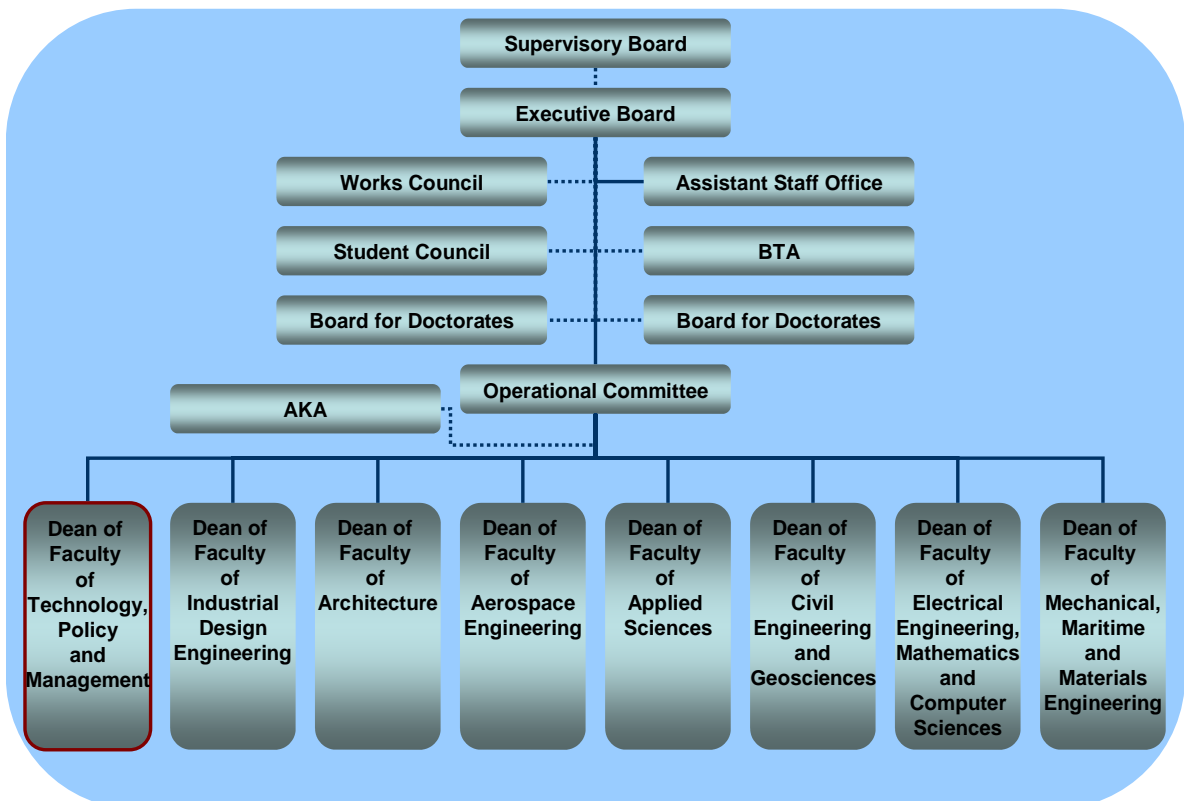 Supervisory Board
Executive Board
Works Council
Assistant Staff Office
Student Council
BTA
Board for Doctorates
Board for Doctorates
Operational Committee
AKA
Dean of
Faculty
of
Technology,
Policy
and
Management
Dean of
Faculty
of
Industrial
Design
Engineering
Dean of
Faculty
of
Architecture
Dean of
Faculty
of
Aerospace
Engineering
Dean of
Faculty
of
Applied
Sciences
Dean of
Faculty
of
Civil
Engineering
and
Geosciences
Dean of
Faculty
of
Electrical
Engineering,
Mathematics
and
Computer
Sciences
Dean of
Faculty
of
Mechanical,
Maritime
and
Materials
Engineering